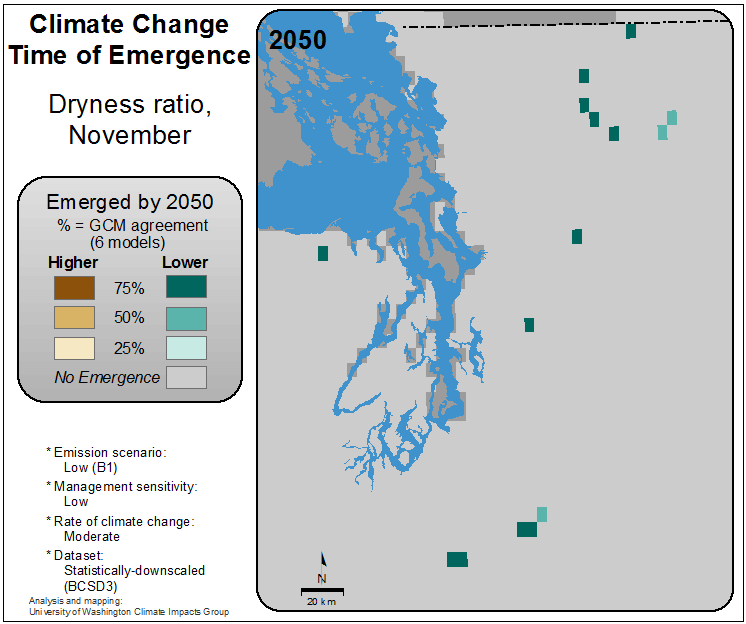 Climate Change
Time of Emergence
Dryness ratio,
November
Emerged by 2050
% = GCM agreement
(6 models)
Higher Lower
75%
50%
25%
No Emergence
* Emission scenario:
Low (B1)
* Management sensitivity:
Low
* Rate of climate change:
Moderate
* Dataset:
Statistically-downscaled
(BCSD3)
Analysis and mapping:
University of Washington Climate Impacts Group
2050
N
20 km